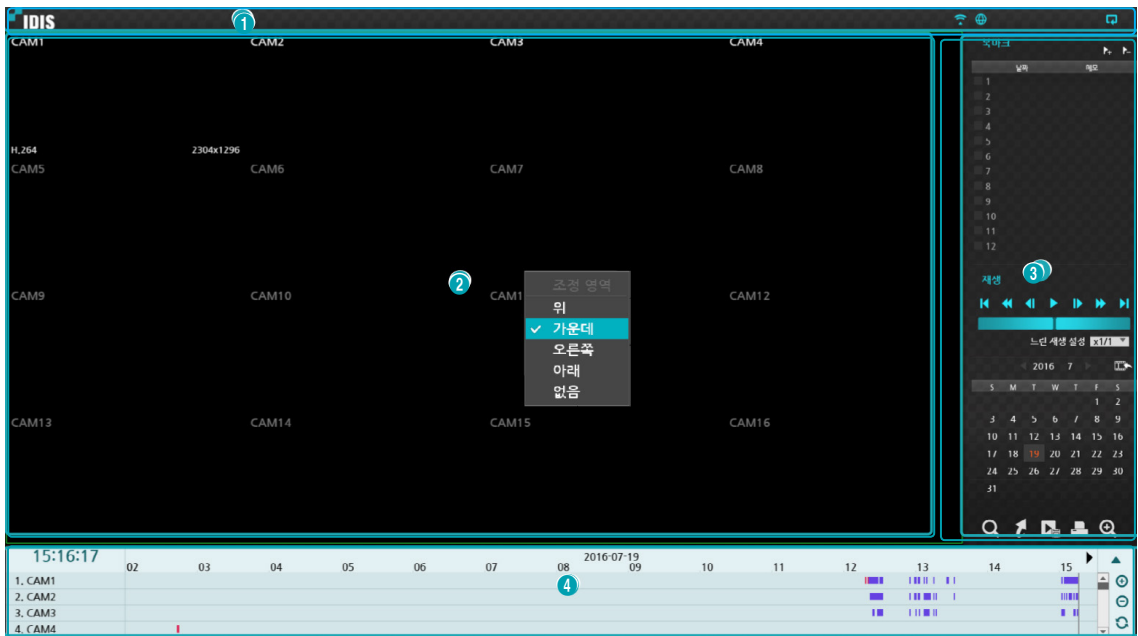 IDIS
1
CAM1 CAM2 CAM3 CAM4
H.264 2304x1296
CAM5 CAM6 CAM7 CAM8
2
CAM9 CAM10 CAM1 CAM12
조정 영역
위
가운데
오른쪽
아래
없음
CAM13 CAM14 CAM15 CAM16
북마크
날짜 메모
1
2
3
4
5
6
7
8
9
10
11
12
재생
3
느린 재생 설정 x1/1
2016 7
S M T W T F S
1 2
3 4 5 6 7 8 9
10 11 12 13 14 15 16
17 18 19 20 21 22 23
24 25 26 27 28 29 30
31
15:16:17 2016-07-19
02 03 04 05 06 07 08 09 10 11 12 13 14 15
4
1. CAM1
2. CAM2
3. CAM3
4. CAM4